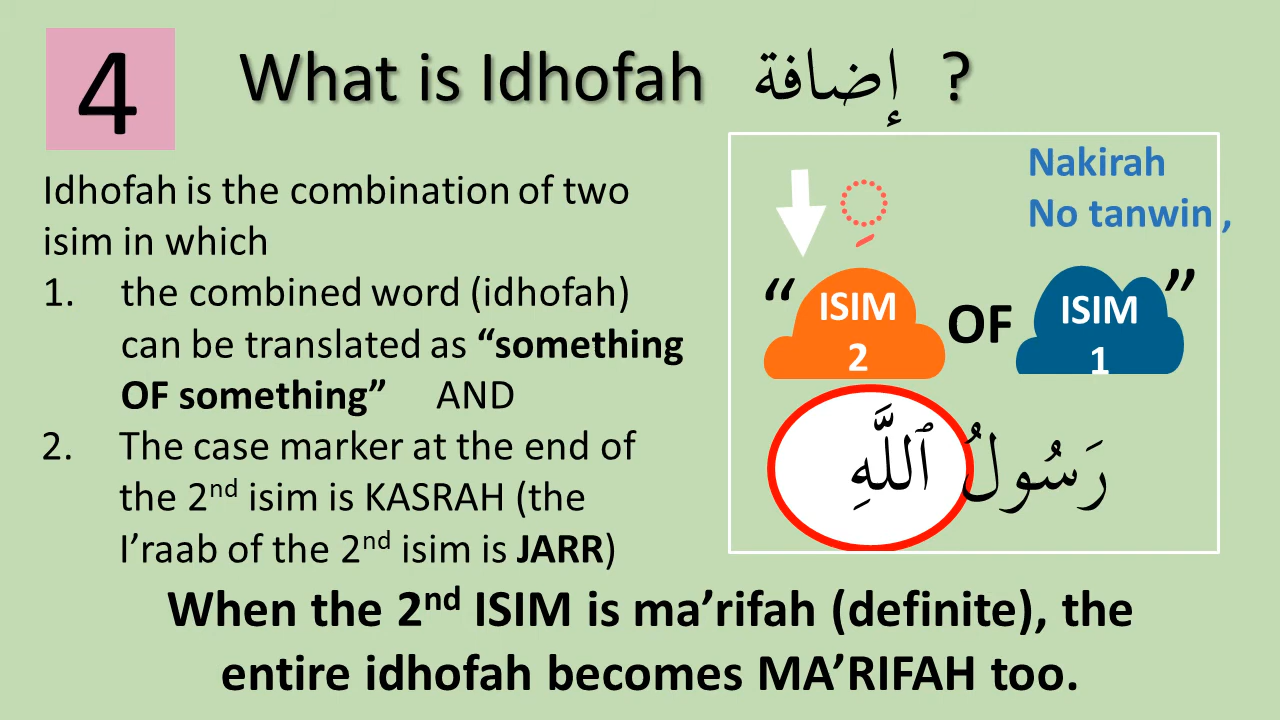 4
What is Idhofah إضافة ?
Idhofah is the combination of two
isim in which
1. the combined word (idhofah)
can be translated as “something
OF something” AND
2. The case marker at the end of
the 2nd isim is KASRAH (the
I’raab of the 2nd isim is JARR)
Nakirah
No tanwin ,
“ ISIM 2 OF ISIM 1 ”
رَسُولُ ٱللَّهِ
When the 2nd ISIM is ma’rifah (definite), the
entire idhofah becomes MA’RIFAH too.